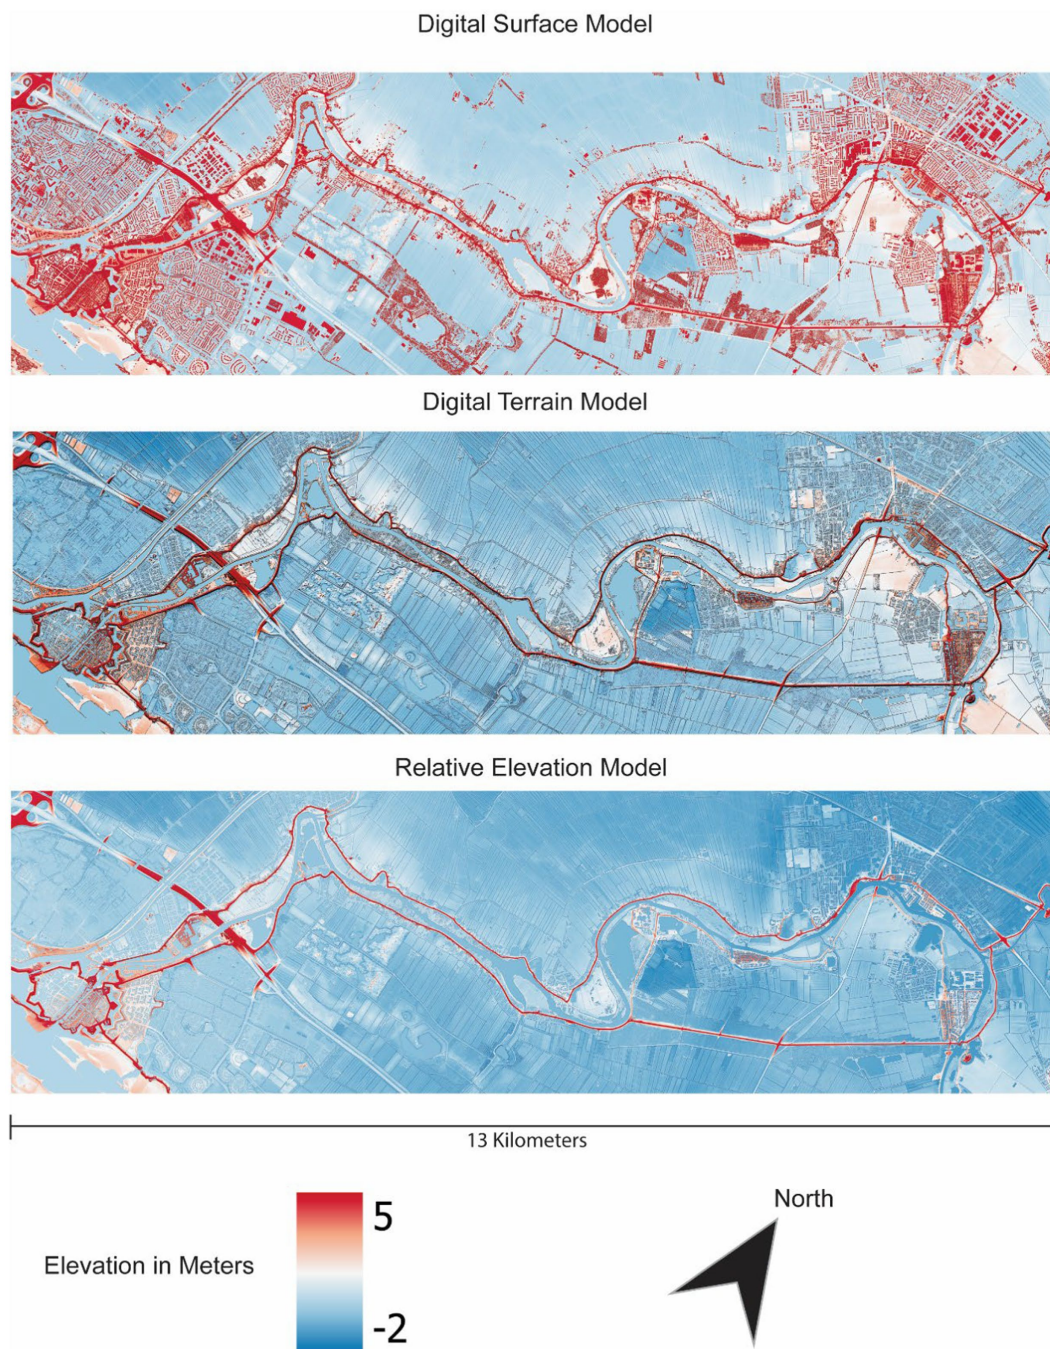 Digital Surface Model
Digital Terrain Model
Relative Elevation Model
13 Kilometers
North
5
Elevation in Meters
-2